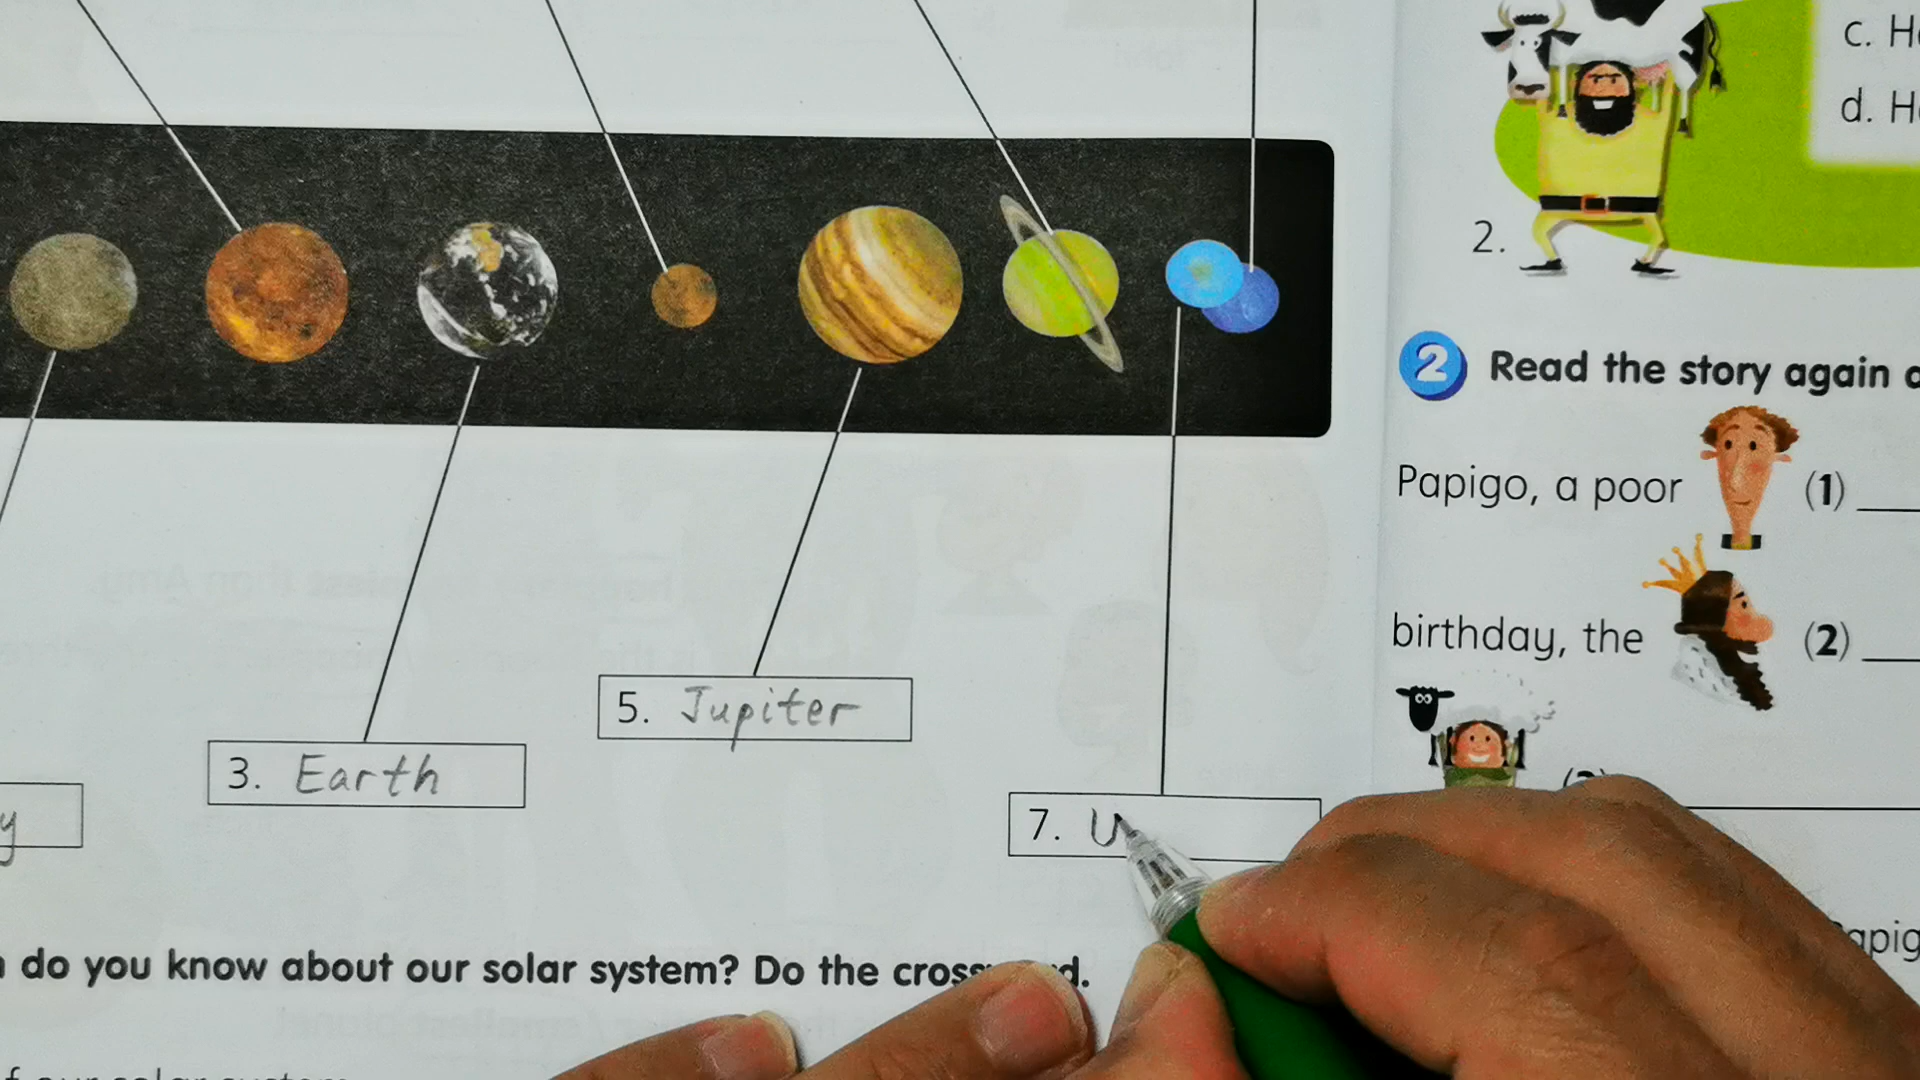 5. Jupiter
3. Earth
y
7. U
do you know about our solar system? Do the
c. H
d. H
2.
2 Read the story again
Papigo, a poor (1)
birthday, the (2)